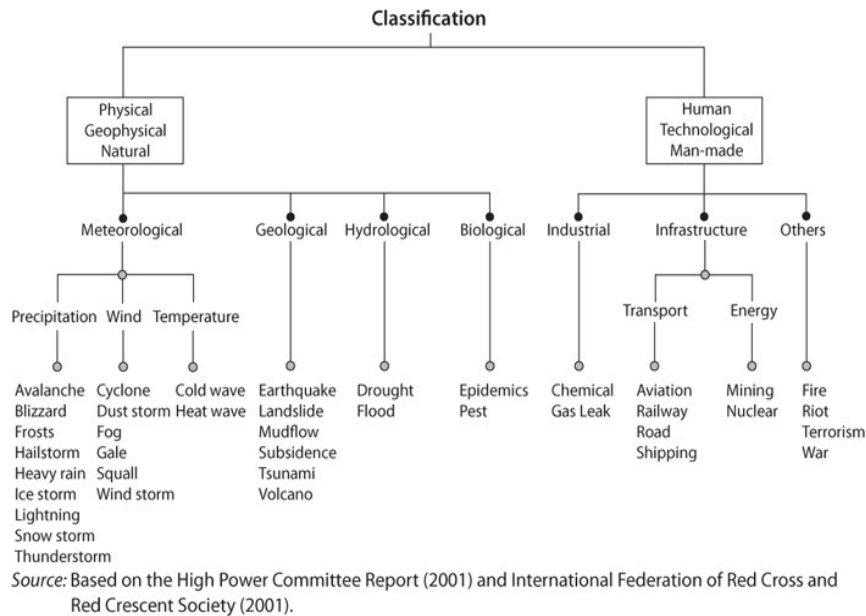 Classification
Physical
Geophysical
Natural
Human
Technological
Man-made
Meteorological
Geological
Hydrological
Biological
Industrial
Infrastructure
Others
Precipitation
Wind
Temperature
Transport
Energy
Avalanche
Blizzard
Frosts
Hailstorm
Heavy rain
Ice storm
Lightning
Snow storm
Thunderstorm
Cyclone
Dust storm
Fog
Gale
Squall
Wind storm
Cold wave
Heat wave
Earthquake
Landslide
Mudflow
Subsidence
Tsunami
Volcano
Drought
Flood
Epidemics
Pest
Chemical
Gas Leak
Aviation
Railway
Road
Shipping
Mining
Nuclear
Fire
Riot
Terrorism
War
Source: Based on the High Power Committee Report (2001) and International Federation of Red Cross and
Red Crescent Society (2001).